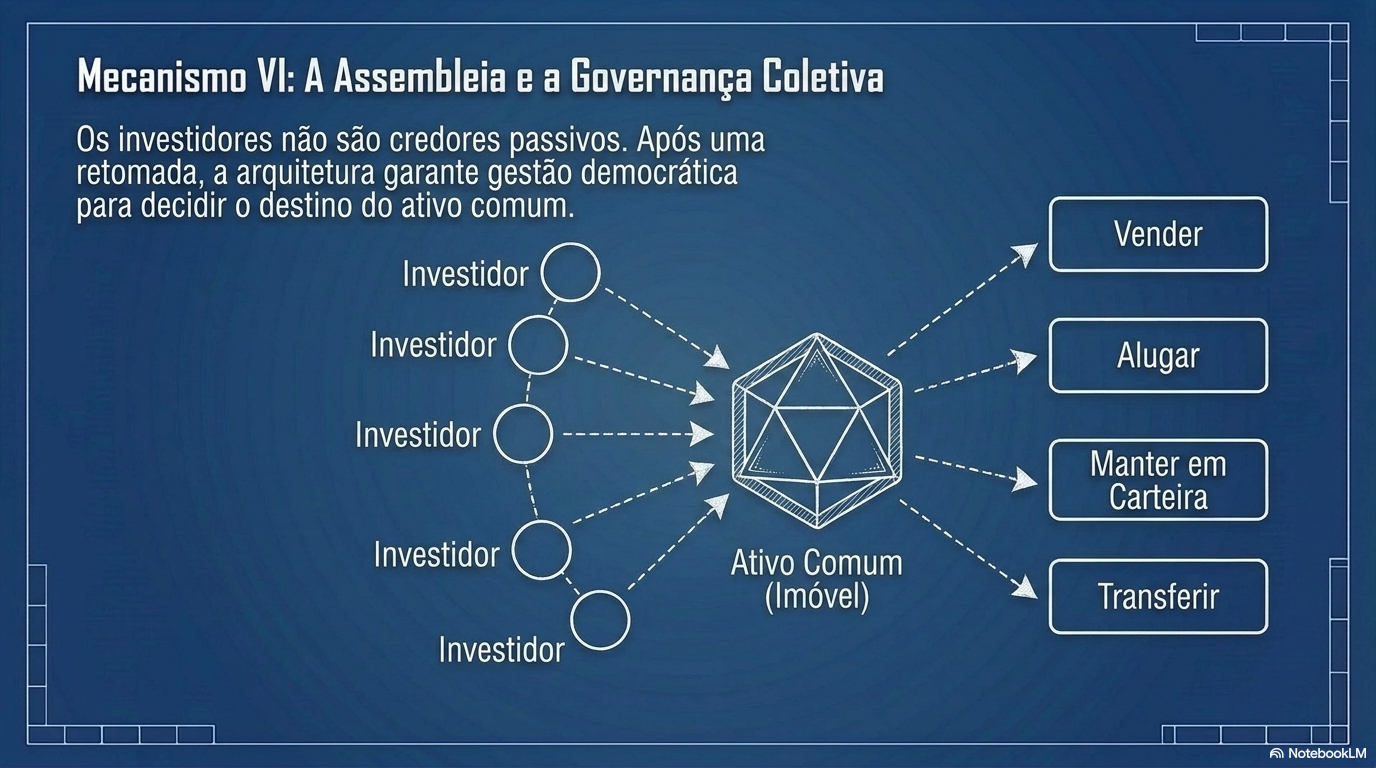 Mecanismo VI: A Assembleia e a Governança Coletiva
Os investidores não são credores passivos. Após uma
retomada, a arquitetura garante gestão democrática
para decidir o destino do ativo comum.
Investidor
Investidor
Investidor
Investidor
Investidor
Ativo Comum
(Imóvel)
Vender
Alugar
Manter em
Carteira
Transferir
NotebookLM